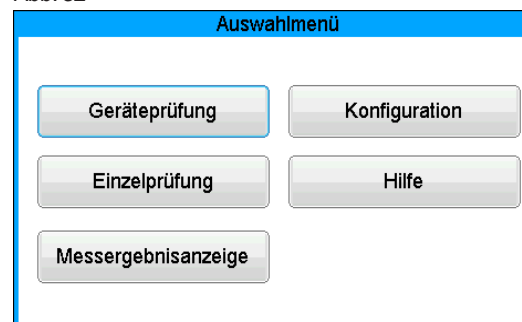 Auswahlmenü
Geräteprüfung
Konfiguration
Einzelprüfung
Hilfe
Messergebnisanzeige